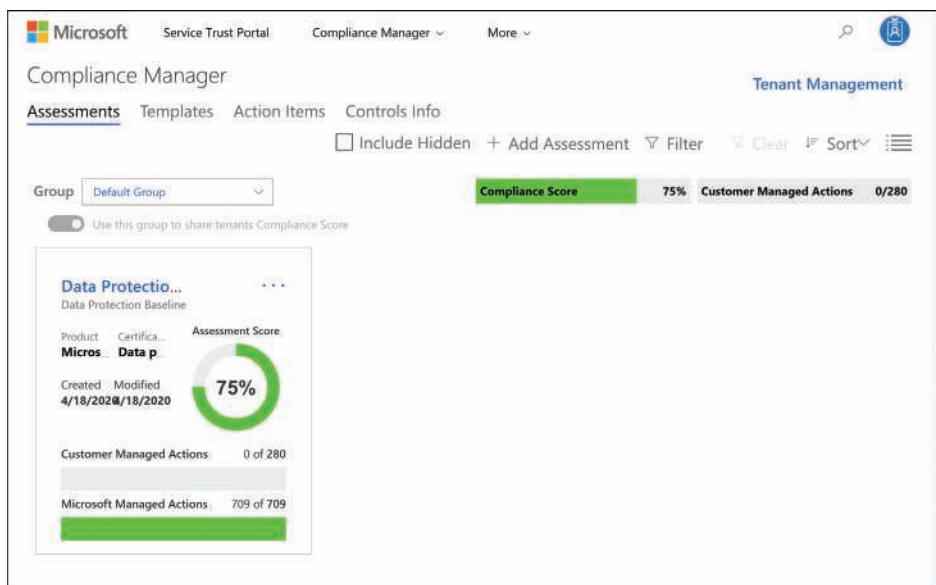 Microsoft Service Trust Portal Compliance Manager More
Compliance Manager
Tenant Management
Assessments Templates Action Items Controls Info
Include Hidden + Add Assessment Filter Clear Sort
Group Default Group Compliance Score 75% Customer Managed Actions 0/280
Use this group to share tenants Compliance Score
Data Protectio... ...
Data Protection Baseline
Assessment Score
Product Certifica...
Micros... Data p...
Created Modified
4/18/2020 4/18/2020
75%
Customer Managed Actions 0 of 280
Microsoft Managed Actions 709 of 709